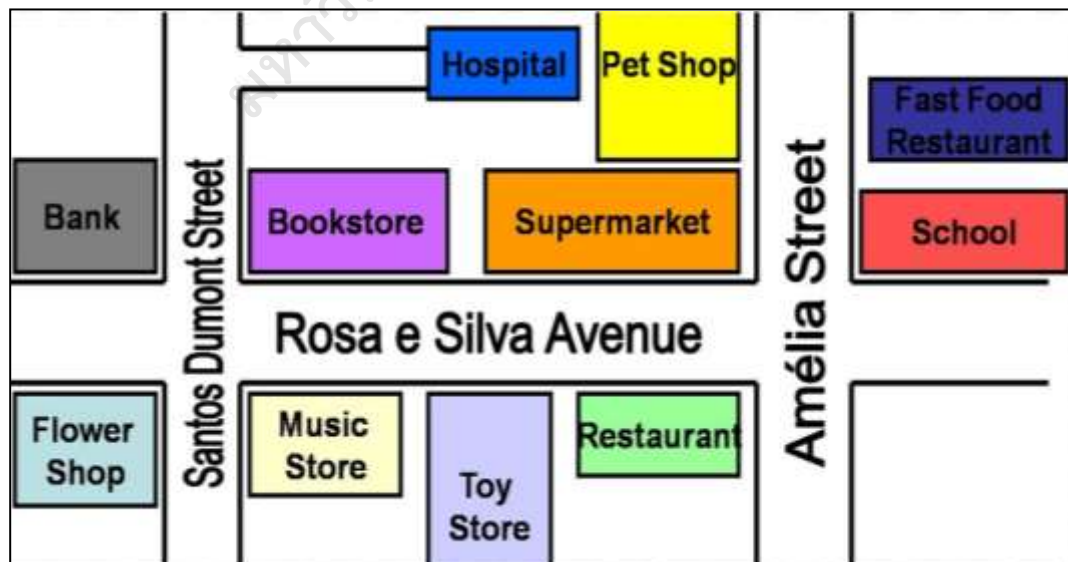 Hospital
Pet Shop
Fast Food
Restaurant
Bank
Santos Dumont Street
Bookstore
Supermarket
Amélia Street
School
Rosa e Silva Avenue
Flower
Shop
Music
Store
Toy
Store
Restaurant